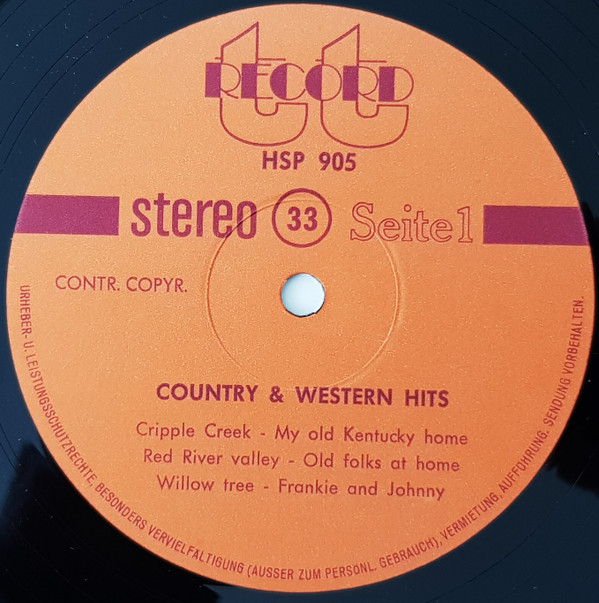 tt
RECORD
HSP 905
stereo 33 Seite 1
CONTR. COPYR.
COUNTRY & WESTERN HITS
Cripple Creek - My old Kentucky home
Red River valley - Old folks at home
Willow tree - Frankie and Johnny
URHEBER- U. LEISTUNGSSCHUTZRECHTE, BESONDERS VERVIELFÄLTIGUNG (AUSSER ZUM PERSONL. GEBRAUCH), VERMIETUNG, AUFFÜHRUNG, SENDUNG VORBEHALTEN.